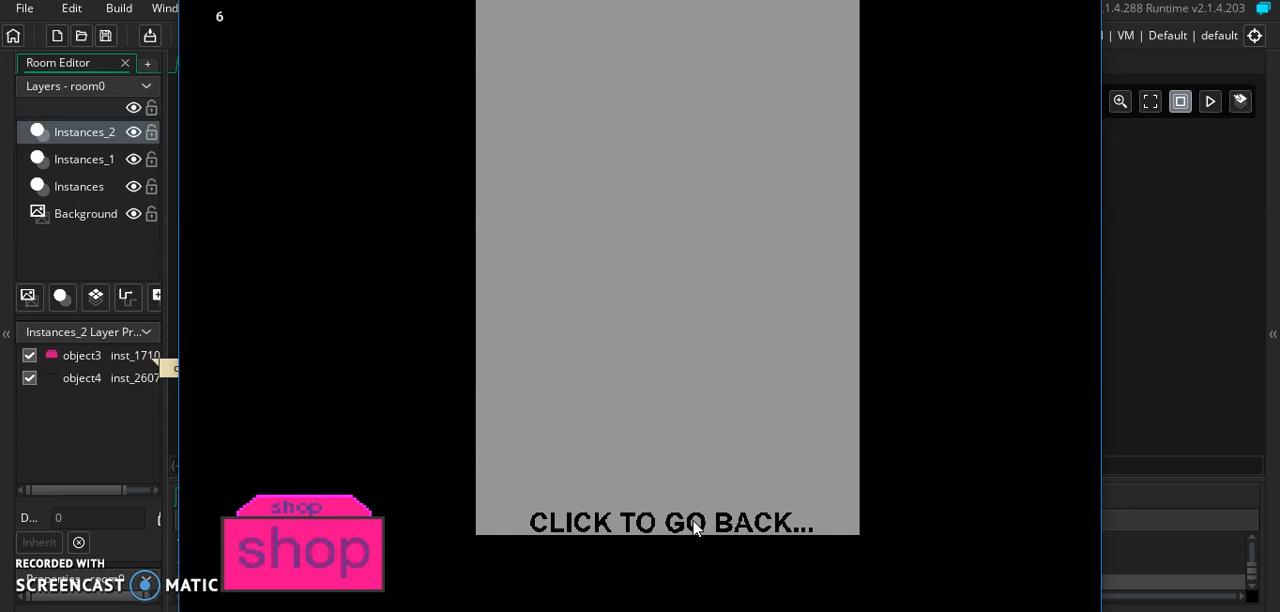 File Edit Build Wind
.1.4.288 Runtime v2.1.4.203
| VM | Default | default
Room Editor
Layers - room0
Instances_2
Instances_1
Instances
Background
Instances_2 Layer Pr...
object3 inst_1710
object4 inst_2607
D... 0
Inherit
Properties - room0
RECORDED WITH
SCREENCAST MATIC
6
shop
shop
CLICK TO GO BACK...